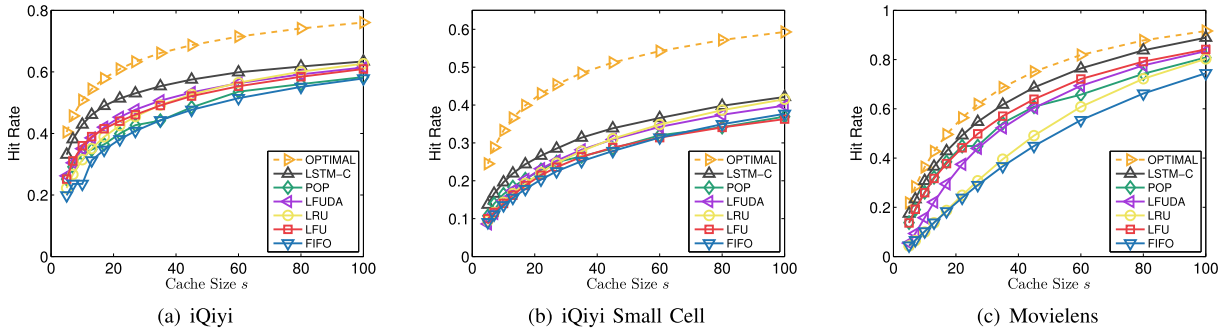 0.8
0.6
0.4
0.2
0
Hit Rate
0 20 40 60 80 100
Cache Size s
OPTIMAL
LSTM-C
POP
LFUDA
LRU
LFU
FIFO
(a) iQiyi
0.6
0.5
0.4
0.3
0.2
0.1
0
Hit Rate
0 20 40 60 80 100
Cache Size s
OPTIMAL
LSTM-C
POP
LFUDA
LRU
LFU
FIFO
(b) iQiyi Small Cell
1
0.8
0.6
0.4
0.2
0
Hit Rate
0 20 40 60 80 100
Cache Size s
OPTIMAL
LSTM-C
POP
LFUDA
LRU
LFU
FIFO
(c) Movielens